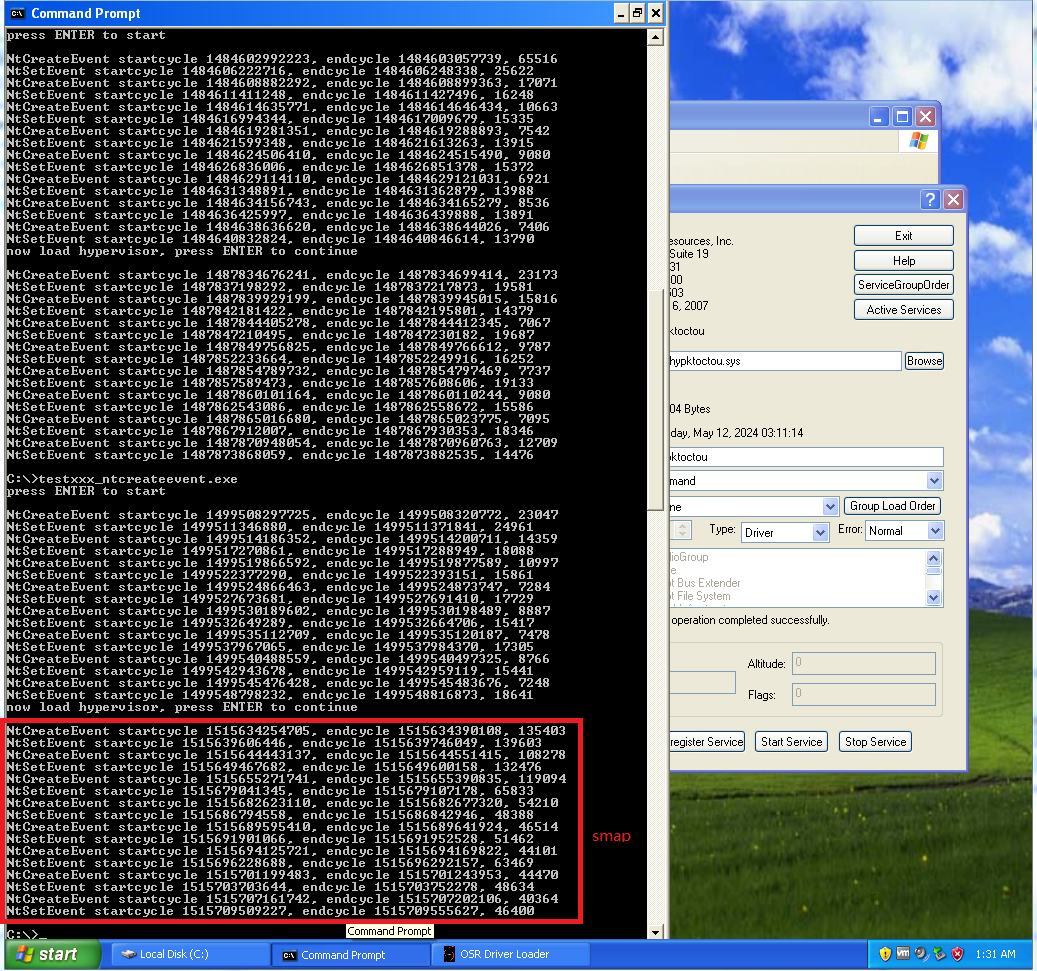 Command Prompt
press ENTER to start
NtCreateEvent startcycle 1484602992223, endcycle 1484603057739, 65516
NtSetEvent startcycle 1484606222716, endcycle 1484606248338, 25622
NtCreateEvent startcycle 1484608882292, endcycle 1484608899363, 17071
NtSetEvent startcycle 1484611411248, endcycle 1484611427496, 16248
NtCreateEvent startcycle 1484614635771, endcycle 1484614646434, 10663
NtSetEvent startcycle 1484616994344, endcycle 1484617009679, 15335
NtCreateEvent startcycle 1484619281351, endcycle 1484619288893, 7542
NtSetEvent startcycle 1484621599348, endcycle 1484621613263, 13915
NtCreateEvent startcycle 1484624506410, endcycle 1484624515490, 9080
NtSetEvent startcycle 1484626836006, endcycle 1484626851378, 15372
NtCreateEvent startcycle 1484629114110, endcycle 1484629121031, 6921
NtSetEvent startcycle 1484631348891, endcycle 1484631362879, 13988
NtCreateEvent startcycle 1484634156743, endcycle 1484634165279, 8536
NtSetEvent startcycle 1484636425997, endcycle 1484636439888, 13891
NtCreateEvent startcycle 1484638636620, endcycle 1484638644026, 7406
NtSetEvent startcycle 1484640832824, endcycle 1484640846614, 13790
now load hypervisor, press ENTER to continue
NtCreateEvent startcycle 1487834676241, endcycle 1487834699414, 23173
NtSetEvent startcycle 1487837198292, endcycle 1487837217873, 19581
NtCreateEvent startcycle 1487839929199, endcycle 1487839945015, 15816
NtSetEvent startcycle 1487842181422, endcycle 1487842195801, 14379
NtCreateEvent startcycle 1487844405278, endcycle 1487844412345, 7067
NtSetEvent startcycle 1487847210495, endcycle 1487847230182, 19687
NtCreateEvent startcycle 1487849756825, endcycle 1487849766612, 9787
NtSetEvent startcycle 1487852233664, endcycle 1487852249916, 16252
NtCreateEvent startcycle 1487854789732, endcycle 1487854797469, 7737
NtSetEvent startcycle 1487857589473, endcycle 1487857608606, 19133
NtCreateEvent startcycle 1487860101164, endcycle 1487860110244, 9080
NtSetEvent startcycle 1487862543086, endcycle 1487862558672, 15586
NtCreateEvent startcycle 1487865016680, endcycle 1487865023775, 7095
NtSetEvent startcycle 1487867912007, endcycle 1487867930353, 18346
NtCreateEvent startcycle 1487870948054, endcycle 1487870960763, 12709
NtSetEvent startcycle 1487873868059, endcycle 1487873882535, 14476
C:\>testxxx_ntcreateevent.exe
press ENTER to start
NtCreateEvent startcycle 1499508297725, endcycle 1499508320772, 23047
NtSetEvent startcycle 1499511346880, endcycle 1499511371841, 24961
NtCreateEvent startcycle 1499514186352, endcycle 1499514200711, 14359
NtSetEvent startcycle 1499517270861, endcycle 1499517288949, 18088
NtCreateEvent startcycle 1499519866592, endcycle 1499519877589, 10997
NtSetEvent startcycle 1499522377290, endcycle 1499522393151, 15861
NtCreateEvent startcycle 1499524866463, endcycle 1499524873747, 7284
NtSetEvent startcycle 1499527673681, endcycle 1499527691410, 17729
NtCreateEvent startcycle 1499530189602, endcycle 1499530198489, 8887
NtSetEvent startcycle 1499532649289, endcycle 1499532664706, 15417
NtCreateEvent startcycle 1499535112709, endcycle 1499535120187, 7478
NtSetEvent startcycle 1499537967065, endcycle 1499537984370, 17305
NtCreateEvent startcycle 1499540488559, endcycle 1499540497325, 8766
NtSetEvent startcycle 1499542943678, endcycle 1499542959119, 15441
NtCreateEvent startcycle 1499545476428, endcycle 1499545483676, 7248
NtSetEvent startcycle 1499548798232, endcycle 1499548816873, 18641
now load hypervisor, press ENTER to continue
NtCreateEvent startcycle 1515634254705, endcycle 1515634390108, 135403
NtSetEvent startcycle 1515639606446, endcycle 1515639746049, 139603
NtCreateEvent startcycle 1515644443137, endcycle 1515644551415, 108278
NtSetEvent startcycle 1515649467682, endcycle 1515649600158, 132476
NtCreateEvent startcycle 1515655271741, endcycle 1515655390835, 119094
NtSetEvent startcycle 1515679041345, endcycle 1515679107178, 65833
NtCreateEvent startcycle 1515682623110, endcycle 1515682677320, 54210
NtSetEvent startcycle 1515686794558, endcycle 1515686842946, 48388
NtCreateEvent startcycle 1515689595410, endcycle 1515689641924, 46514
NtSetEvent startcycle 1515691901066, endcycle 1515691952528, 51462
NtCreateEvent startcycle 1515694125721, endcycle 1515694169822, 44101
NtSetEvent startcycle 1515696228688, endcycle 1515696292157, 63469
NtCreateEvent startcycle 1515701199483, endcycle 1515701243953, 44470
NtSetEvent startcycle 1515703703644, endcycle 1515703752278, 48634
NtCreateEvent startcycle 1515707161742, endcycle 1515707202106, 40364
NtSetEvent startcycle 1515709509227, endcycle 1515709555627, 46400
C:\>_
smap
Command Prompt
esources, Inc.
Suite 19
31
00
603
6, 2007
ktoctou
Exit
Help
ServiceGroupOrder
Active Services
hypktoctou.sys
Browse
04 Bytes
day, May 12, 2024 03:11:14
ktoctou
mand
ne
Group Load Order
Type:
Driver
Error:
Normal
dioGroup
e
t Bus Extender
t File System
operation completed successfully.
Altitude:
0
Flags:
0
register Service
Start Service
Stop Service
start
Local Disk (C:)
Command Prompt
OSR Driver Loader
1:31 AM